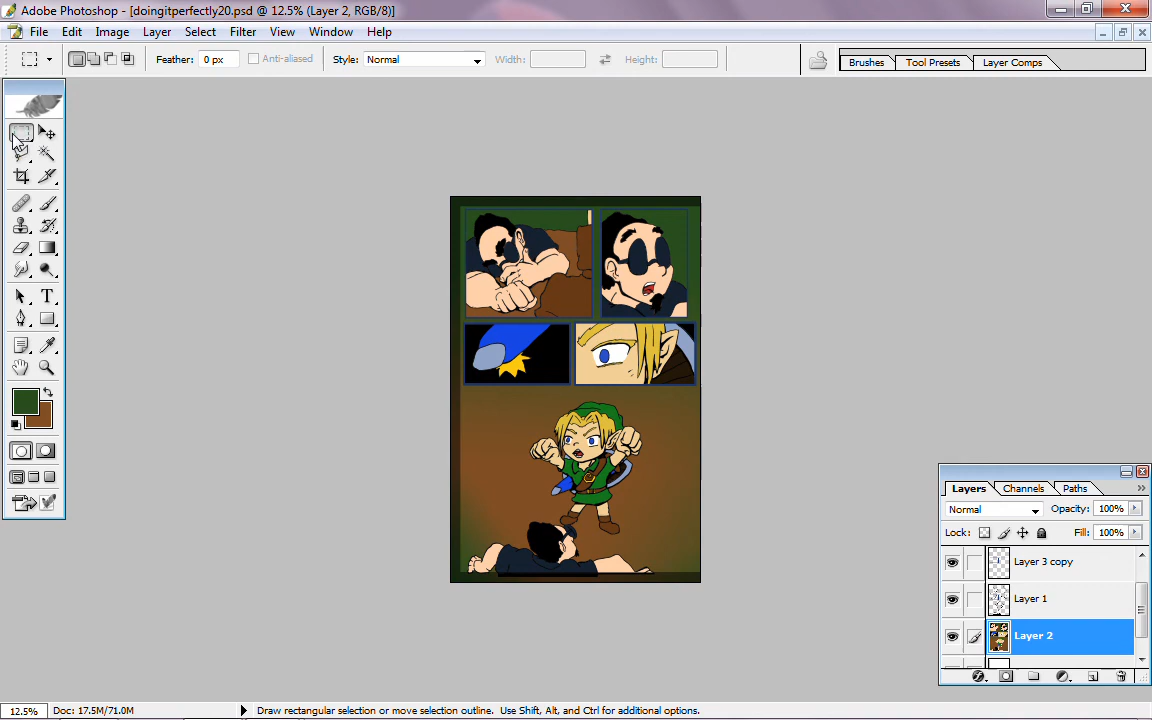 Adobe Photoshop - [doingitperfectly20.psd @ 12.5% (Layer 2, RGB/8)]
File Edit Image Layer Select Filter View Window Help
Feather: 0 px Anti-aliased Style: Normal Width: Height: Brushes Tool Presets Layer Comps
T
Layers Channels Paths
Normal Opacity: 100%
Lock: Fill: 100%
Layer 3 copy
Layer 1
Layer 2
12.5% Doc: 17.5M/71.0M Draw rectangular selection or move selection outline. Use Shift, Alt, and Ctrl for additional options.